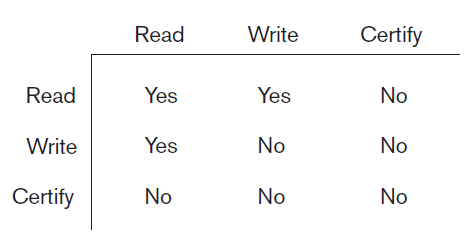 Read Write Certify
Read Yes Yes No
Write Yes No No
Certify No No No